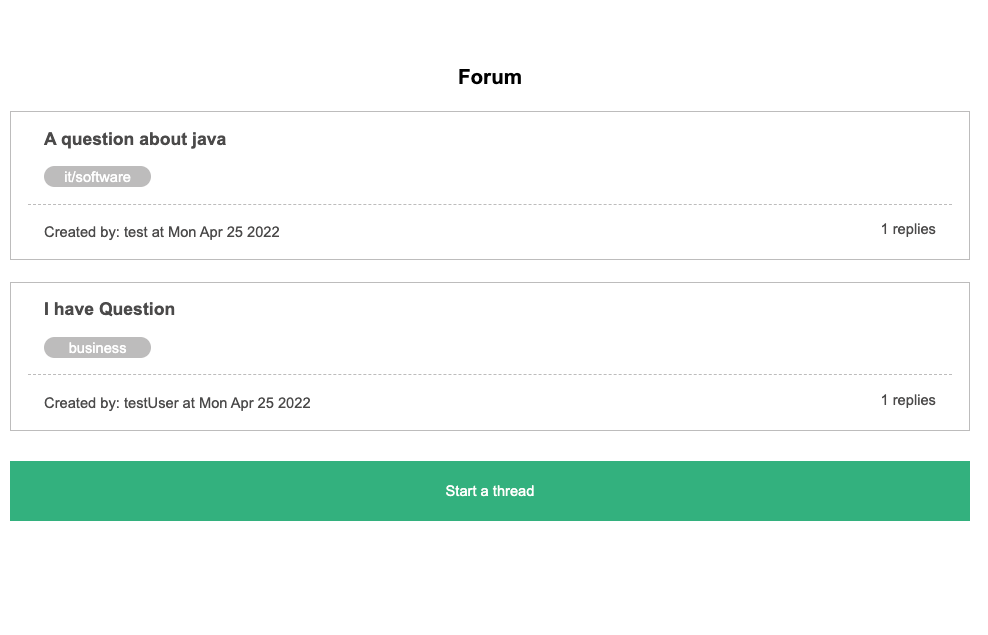 Forum
A question about java
it/software
Created by: test at Mon Apr 25 2022
1 replies
I have Question
business
Created by: testUser at Mon Apr 25 2022
1 replies
Start a thread